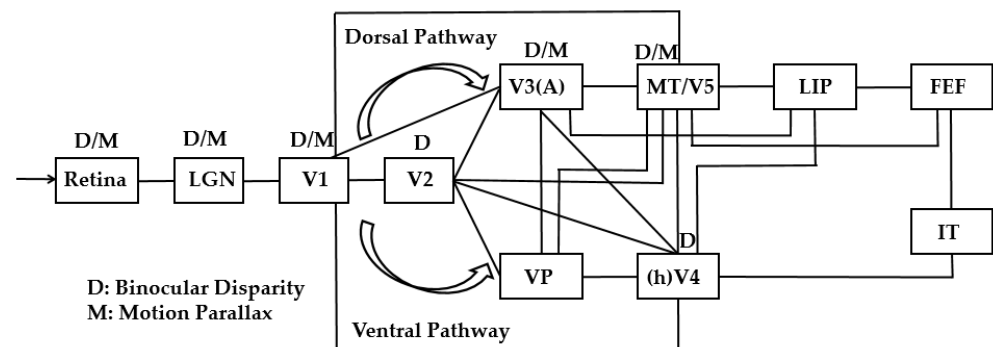 Dorsal Pathway
D/M
D/M
V3(A)
MT/V5
LIP
FEF
D/M
D/M
D/M
D
Retina
LGN
V1
V2
D
IT
VP
(h)V4
D: Binocular Disparity
M: Motion Parallax
Ventral Pathway